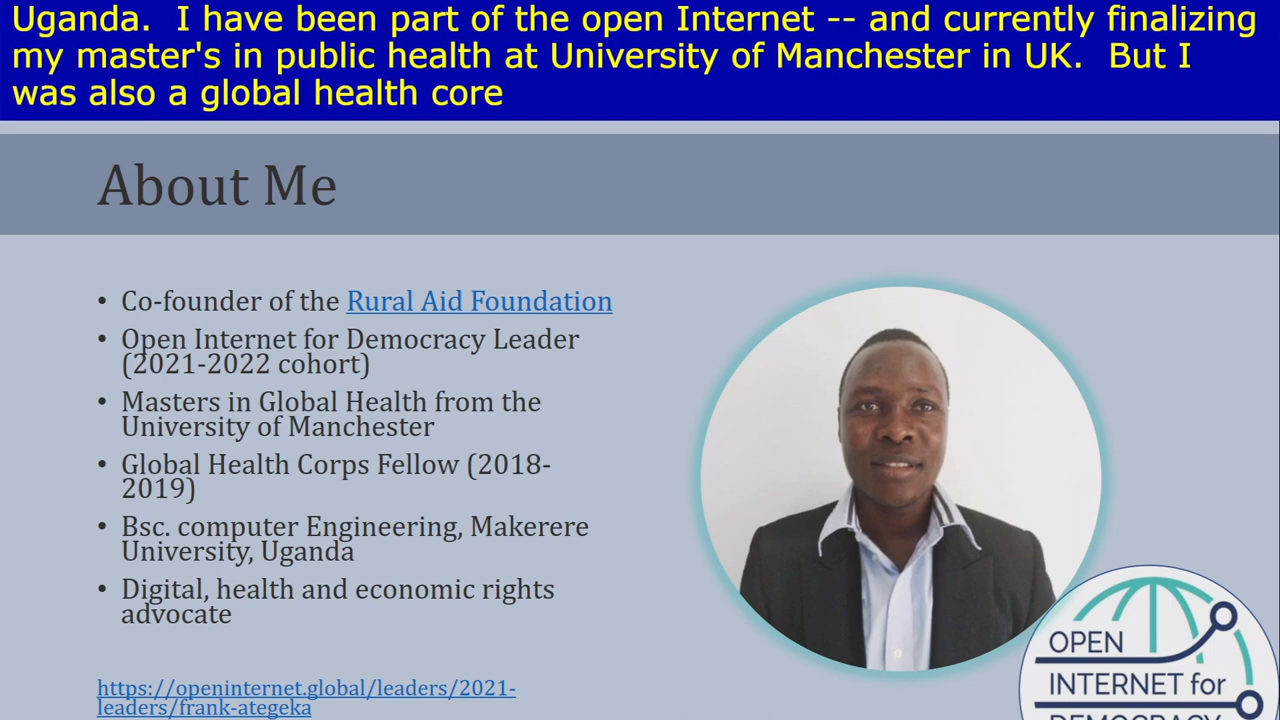 Uganda.  I have been part of the open Internet -- and currently finalizing
my master's in public health at University of Manchester in UK.  But I
was also a global health core
About Me
• Co-founder of the Rural Aid Foundation
• Open Internet for Democracy Leader
(2021-2022 cohort)
• Masters in Global Health from the
University of Manchester
• Global Health Corps Fellow (2018-
2019)
• Bsc. computer Engineering, Makerere
University, Uganda
• Digital, health and economic rights
advocate
https://openinternet.global/leaders/2021-
leaders/frank-ategeka
OPEN
INTERNET for
DEMOCRACY